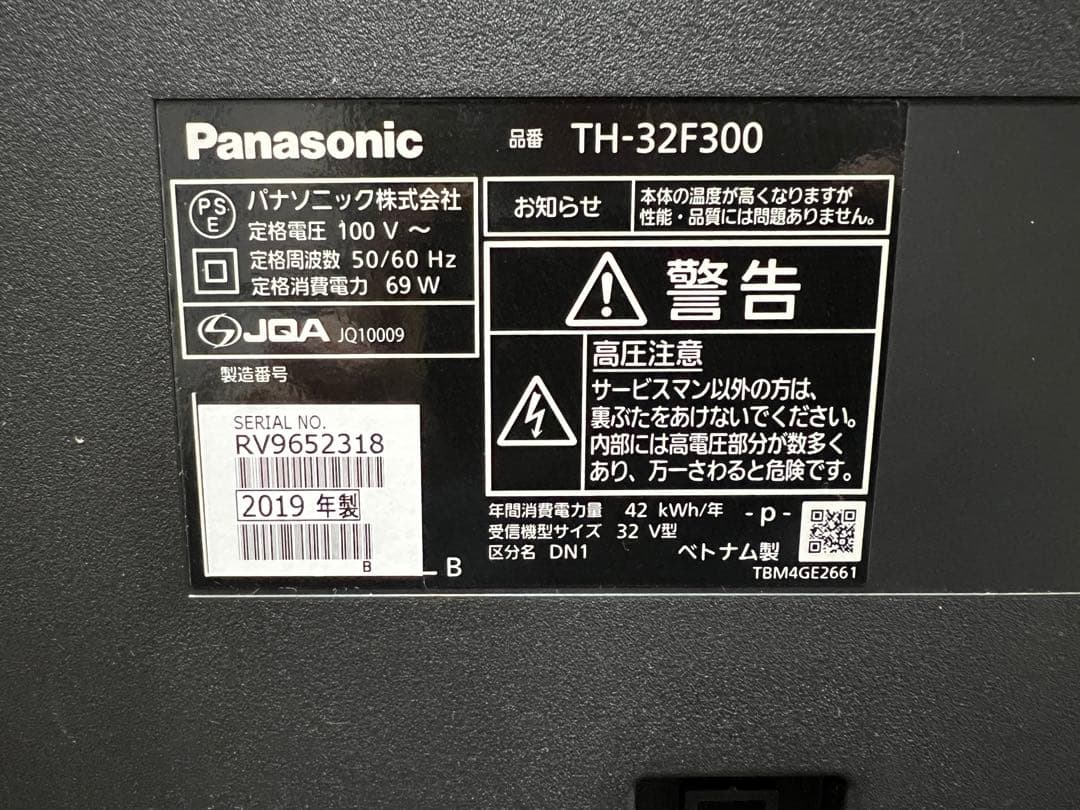 Panasonic
品番 TH-32F300
PS
E
パナソニック株式会社
定格電圧 100 V ～
定格周波数 50/60 Hz
定格消費電力 69 W
JQA JQ10009
製造番号
SERIAL NO.
RV9652318
2019 年製
B
B
お知らせ
本体の温度が高くなりますが
性能・品質には問題ありません。
警告
高圧注意
サービスマン以外の方は、
裏ぶたをあけないでください。
内部には高電圧部分が数多く
あり、万一さわると危険です。
年間消費電力量 42 kWh/年
受信機型サイズ 32 V型
区分名 DN1
- p -
ベトナム製
TBM4GE2661